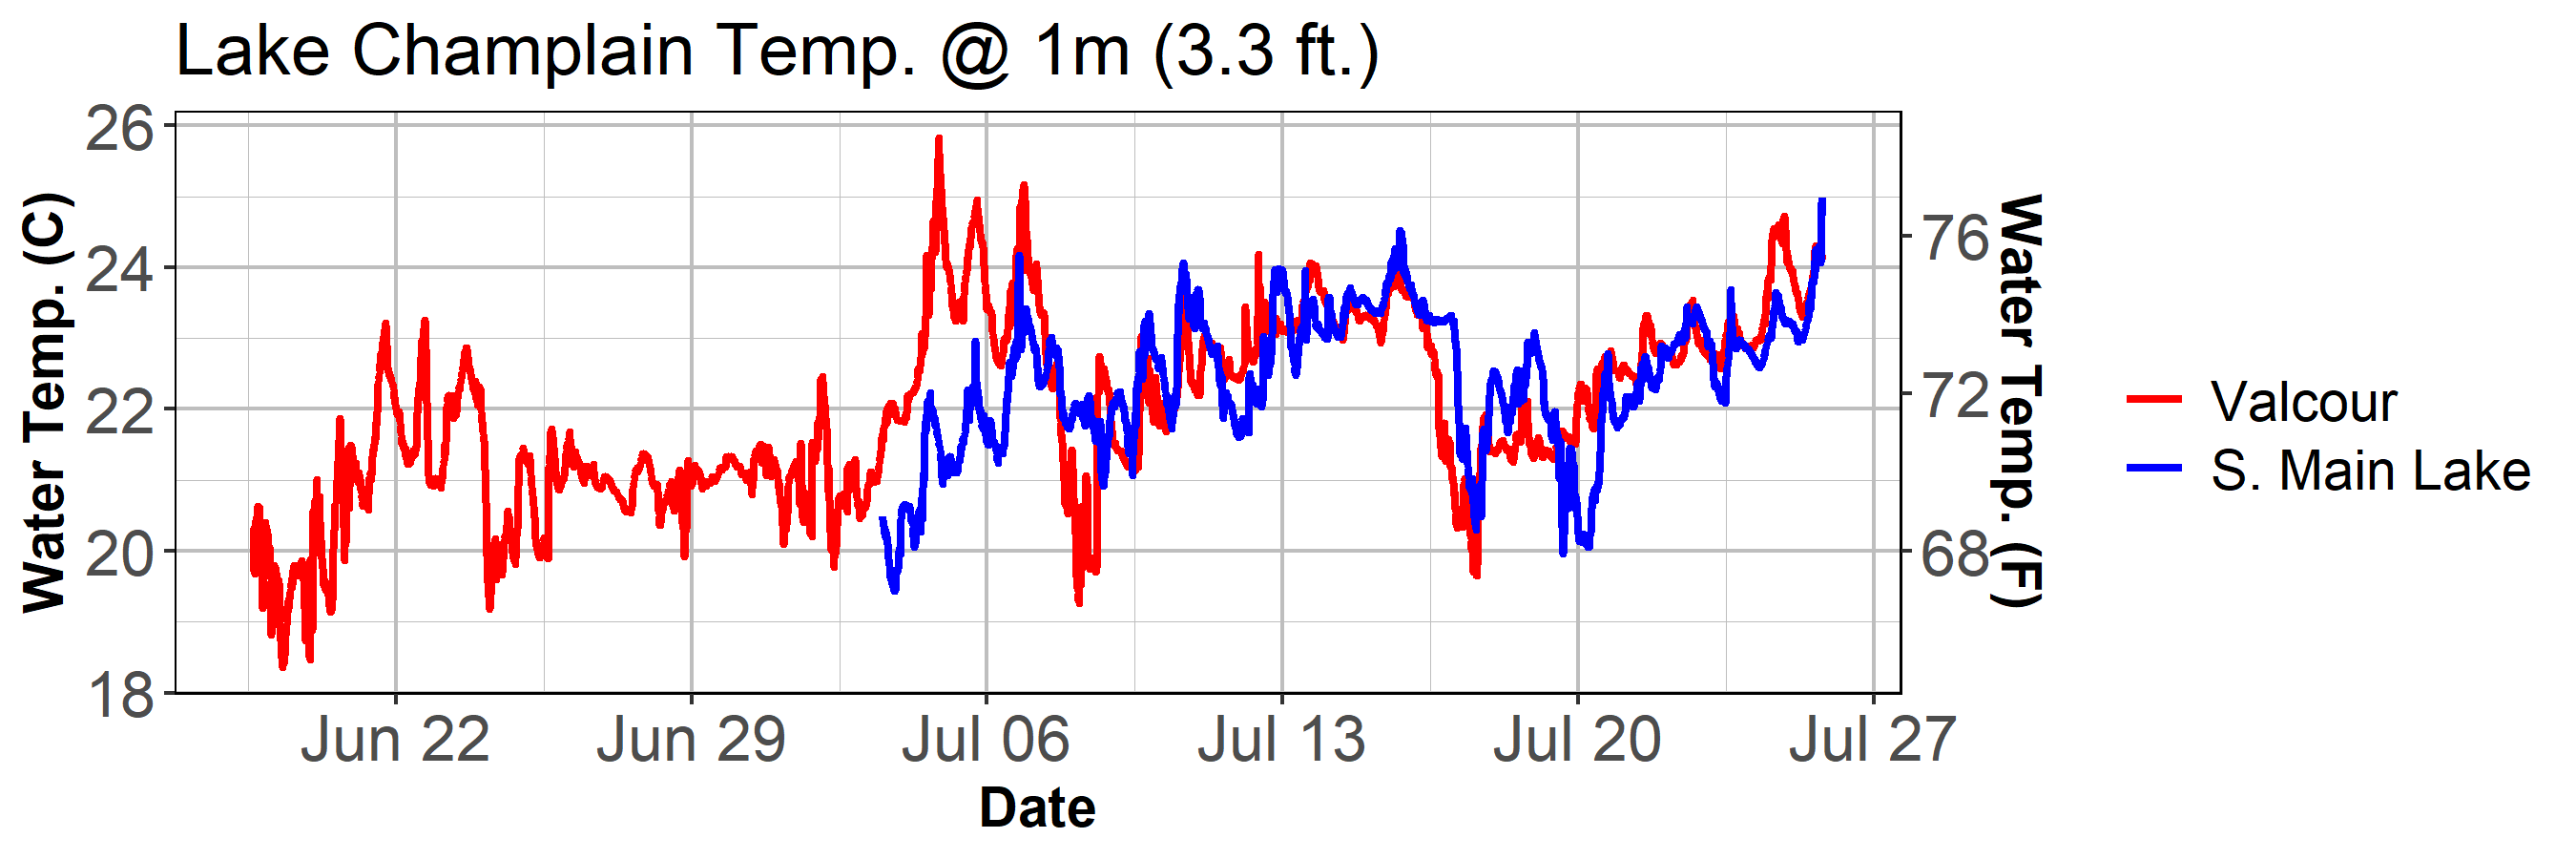 Lake Champlain Temp. @ 1m (3.3 ft.)
Water Temp. (C)
26
24
22
20
18
76
72
68
Water Temp. (F)
Jun 22
Jun 29
Jul 06
Jul 13
Jul 20
Jul 27
Date
Valcour
S. Main Lake